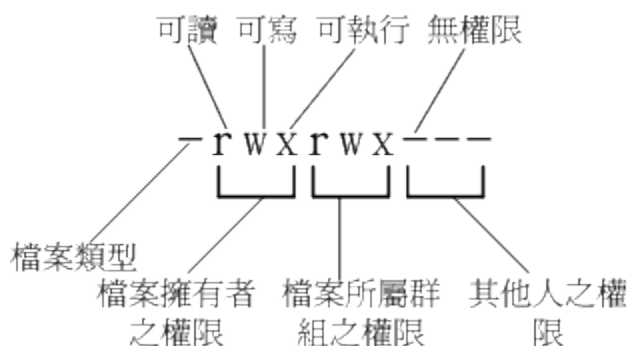 可讀 可寫 可執行 無權限
-rwxrwx---
檔案類型
檔案擁有者
之權限
檔案所屬群
組之權限
其他人之權
限